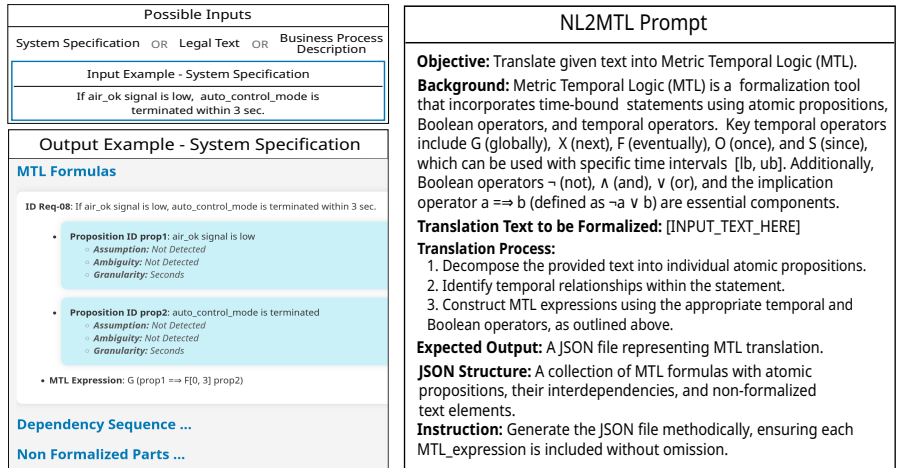 Possible Inputs
System Specification OR Legal Text OR Business Process Description
Input Example - System Specification
If air_ok signal is low, auto_control_mode is
terminated within 3 sec.
Output Example - System Specification
MTL Formulas
ID Req-08: If air_ok signal is low, auto_control_mode is terminated within 3 sec.
• Proposition ID prop1: air_ok signal is low
○ Assumption: Not Detected
○ Ambiguity: Not Detected
○ Granularity: Seconds
• Proposition ID prop2: auto_control_mode is terminated
○ Assumption: Not Detected
○ Ambiguity: Not Detected
○ Granularity: Seconds
• MTL Expression: G (prop1 ==> F[0, 3] prop2)
Dependency Sequence ...
Non Formalized Parts ...
NL2MTL Prompt
Objective: Translate given text into Metric Temporal Logic (MTL).
Background: Metric Temporal Logic (MTL) is a formalization tool
that incorporates time-bound statements using atomic propositions,
Boolean operators, and temporal operators. Key temporal operators
include G (globally), X (next), F (eventually), O (once), and S (since),
which can be used with specific time intervals [lb, ub]. Additionally,
Boolean operators ¬ (not), ∧ (and), ∨ (or), and the implication
operator a ==> b (defined as ¬a ∨ b) are essential components.
Translation Text to be Formalized: [INPUT_TEXT_HERE]
Translation Process:
1. Decompose the provided text into individual atomic propositions.
2. Identify temporal relationships within the statement.
3. Construct MTL expressions using the appropriate temporal and
Boolean operators, as outlined above.
Expected Output: A JSON file representing MTL translation.
JSON Structure: A collection of MTL formulas with atomic
propositions, their interdependencies, and non-formalized
text elements.
Instruction: Generate the JSON file methodically, ensuring each
MTL_expression is included without omission.